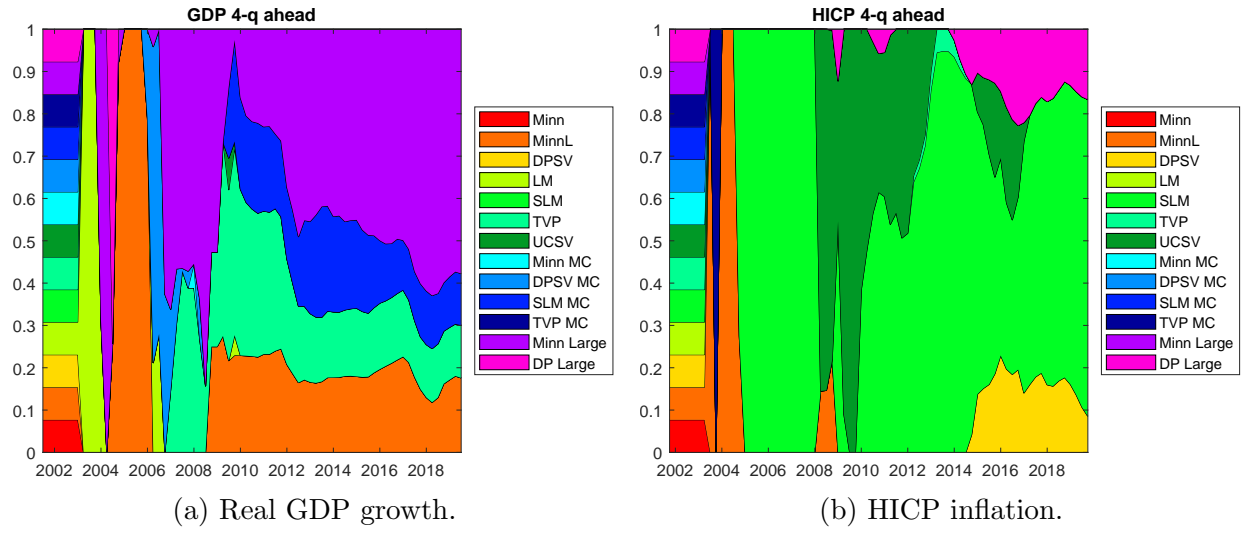 GDP 4-q ahead
1
0.9
0.8
0.7
0.6
0.5
0.4
0.3
0.2
0.1
0
2002 2004 2006 2008 2010 2012 2014 2016 2018
Minn
MinnL
DPSV
LM
SLM
TVP
UCSV
Minn MC
DPSV MC
SLM MC
TVP MC
Minn Large
DP Large
(a) Real GDP growth.
HICP 4-q ahead
1
0.9
0.8
0.7
0.6
0.5
0.4
0.3
0.2
0.1
0
2002 2004 2006 2008 2010 2012 2014 2016 2018
Minn
MinnL
DPSV
LM
SLM
TVP
UCSV
Minn MC
DPSV MC
SLM MC
TVP MC
Minn Large
DP Large
(b) HICP inflation.